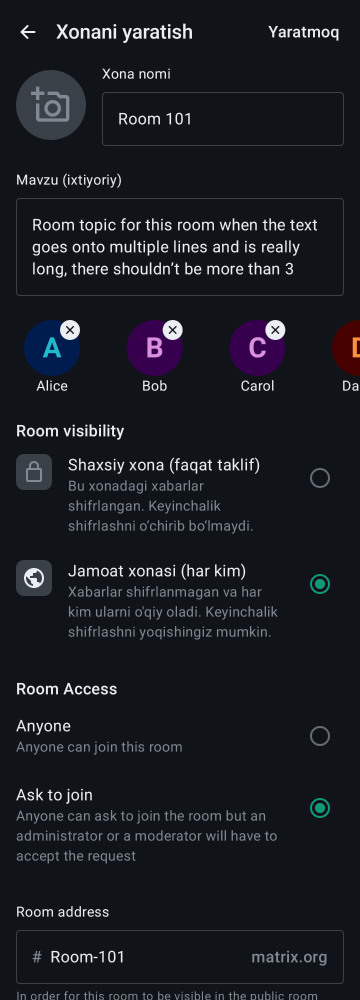 Xonani yaratish
Yaratmoq
Xona nomi
Room 101
Mavzu (ixtiyoriy)
Room topic for this room when the text
goes onto multiple lines and is really
long, there shouldn’t be more than 3
A
B
C
D
Alice
Bob
Carol
Da
Room visibility
Shaxsiy xona (faqat taklif)
Bu xonadagi xabarlar
shifrlangan. Keyinchalik
shifrlashni o‘chirib bo‘lmaydi.
Jamoat xonasi (har kim)
Xabarlar shifrlanmagan va har
kim ularni o'qiy oladi. Keyinchalik
shifrlashni yoqishingiz mumkin.
Room Access
Anyone
Anyone can join this room
Ask to join
Anyone can ask to join the room but an
administrator or a moderator will have to
accept the request
Room address
# Room-101
matrix.org
In order for this room to be visible in the public room